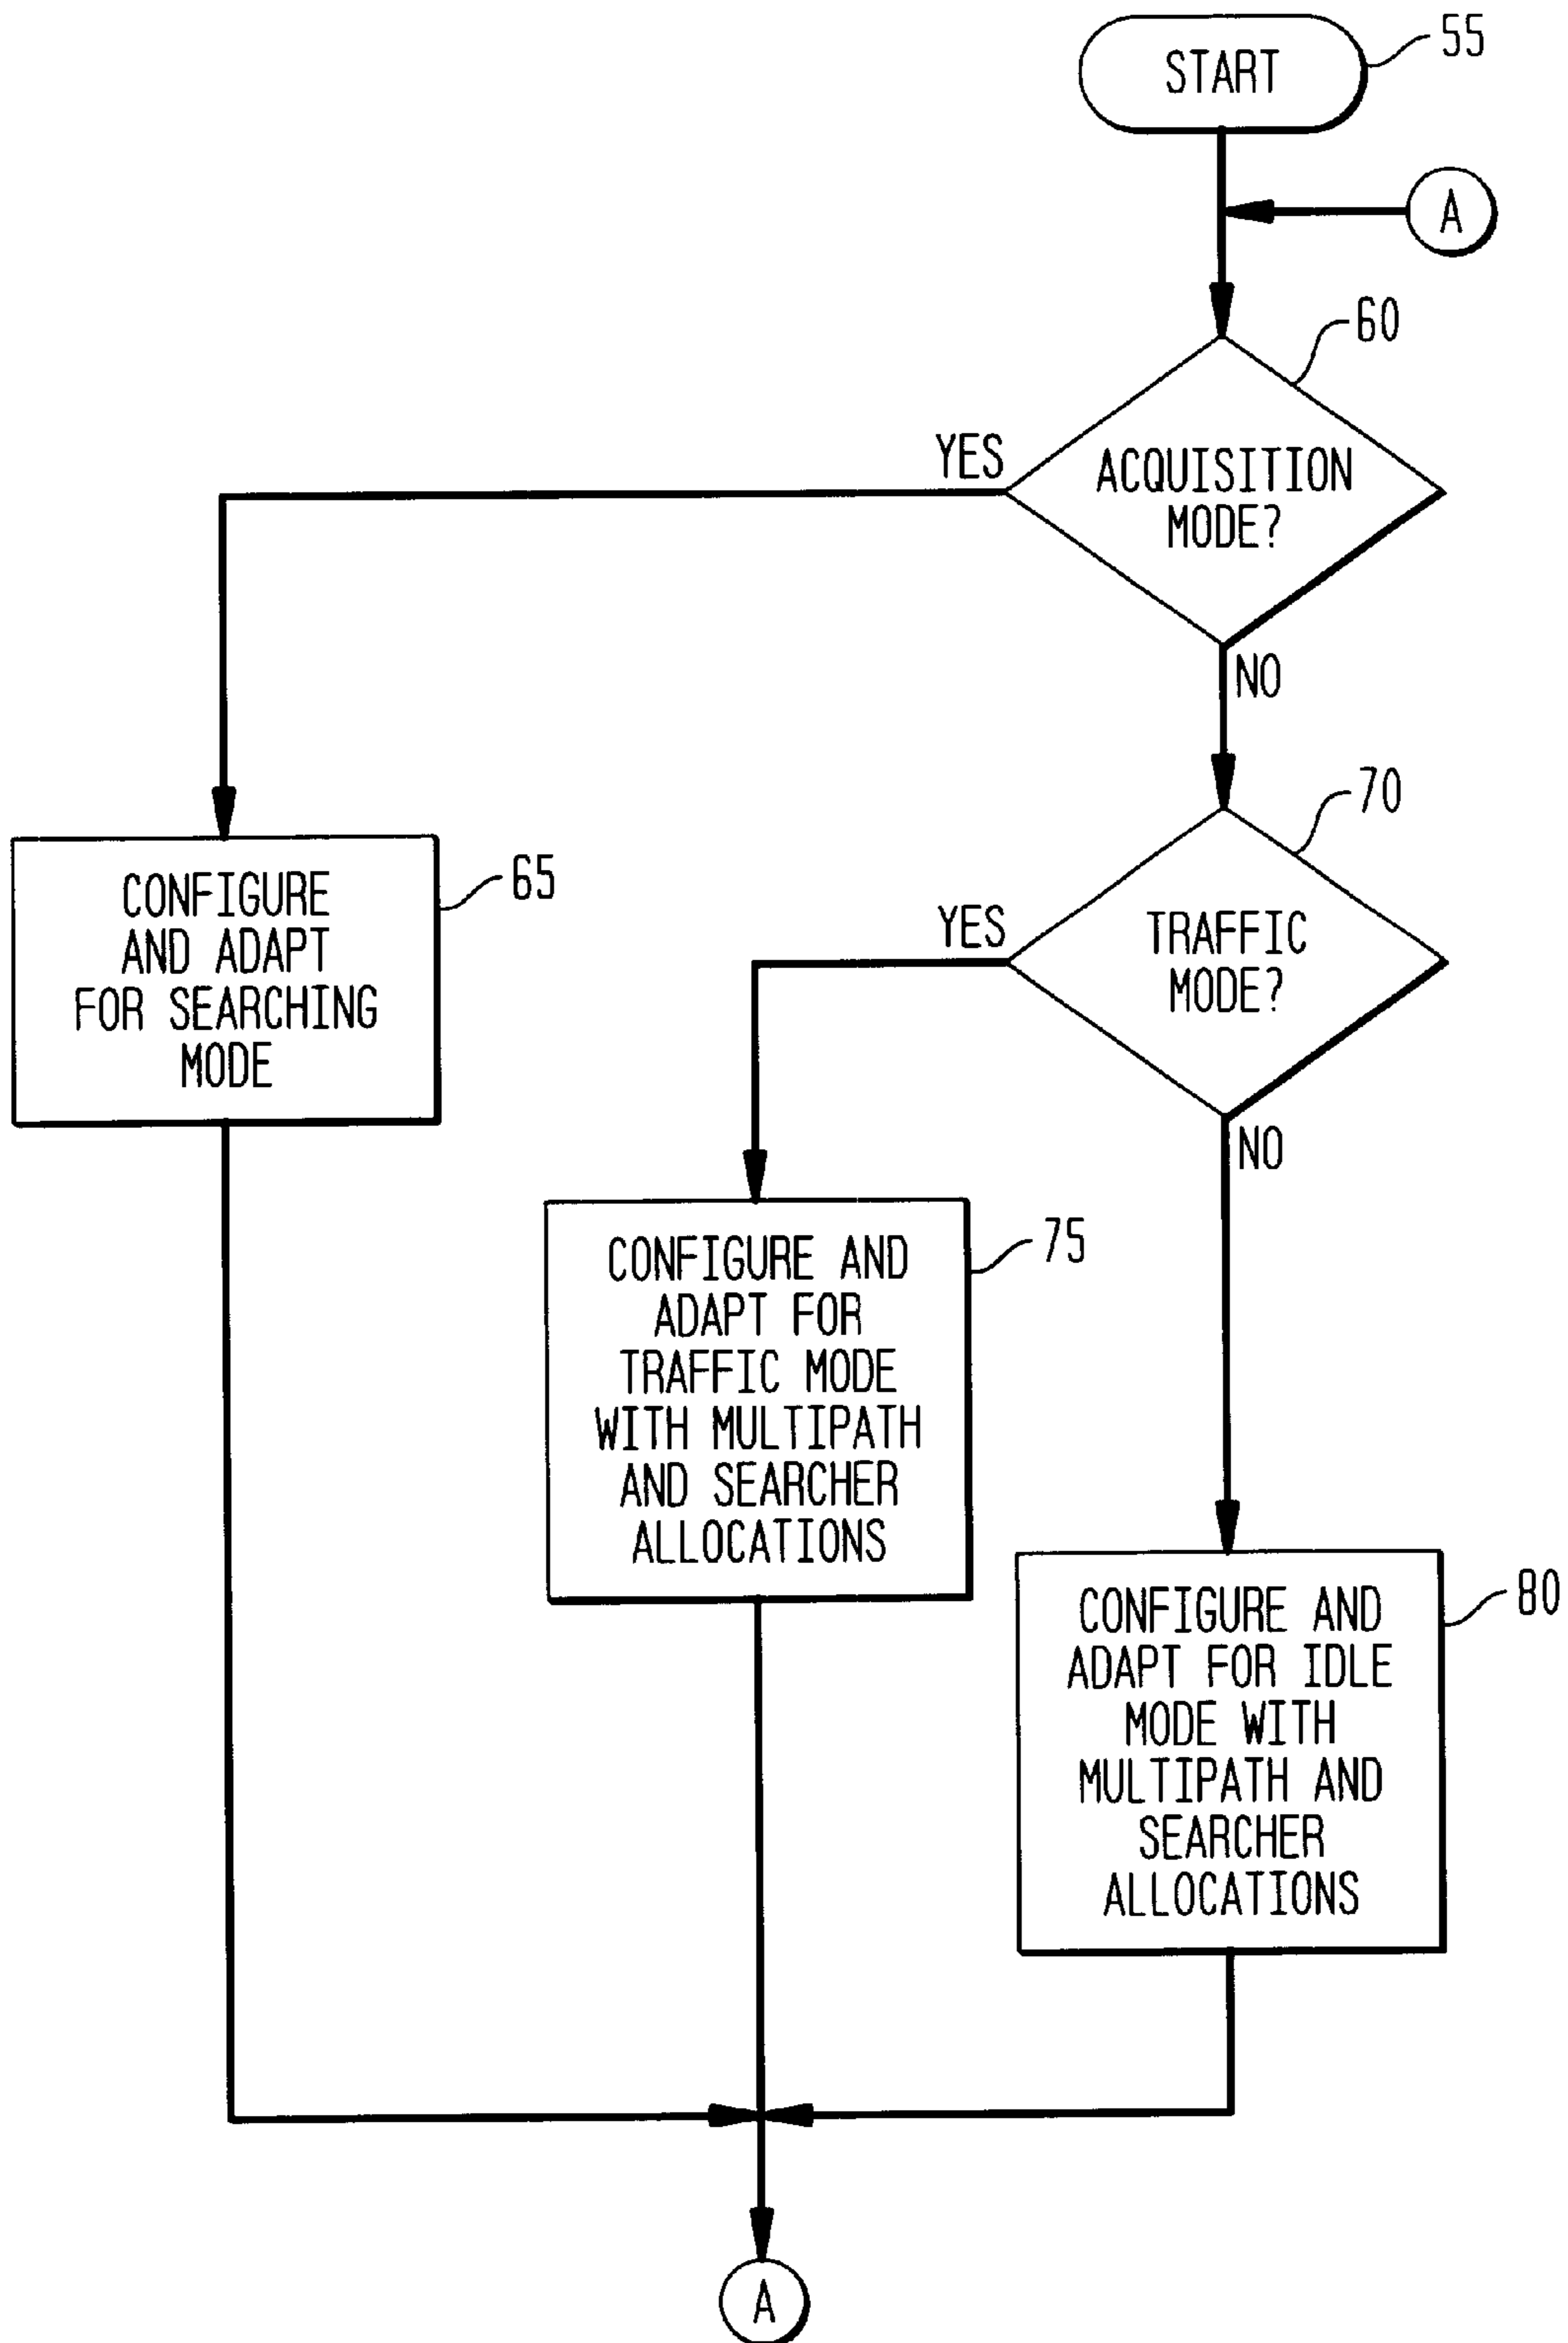 START
55
A
60
YES
ACQUISITION
MODE?
NO
70
YES
TRAFFIC
MODE?
NO
65
CONFIGURE
AND ADAPT
FOR SEARCHING
MODE
75
CONFIGURE AND
ADAPT FOR
TRAFFIC MODE
WITH MULTIPATH
AND SEARCHER
ALLOCATIONS
80
CONFIGURE AND
ADAPT FOR IDLE
MODE WITH
MULTIPATH AND
SEARCHER
ALLOCATIONS
A